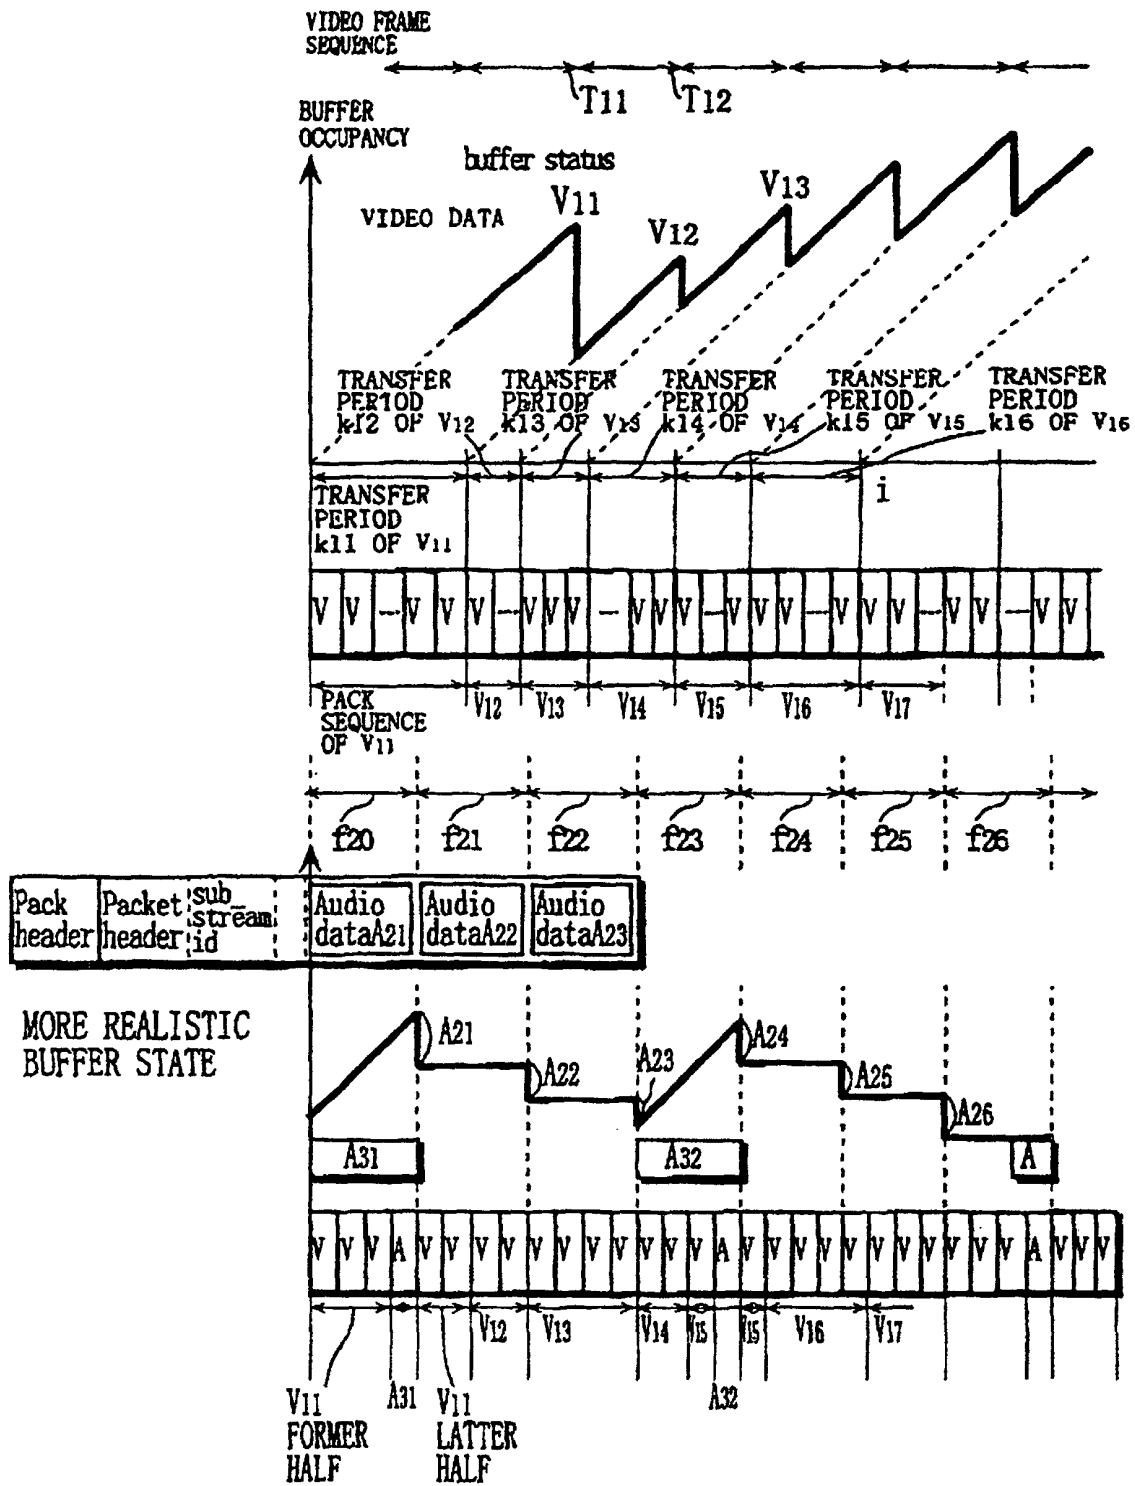 VIDEO FRAME
SEQUENCE
T11
T12
BUFFER
OCCUPANCY
buffer status
VIDEO DATA
V11
V12
V13
TRANSFER
PERIOD
k12 OF V12
TRANSFER
PERIOD
k13 OF V13
TRANSFER
PERIOD
k14 OF V14
TRANSFER
PERIOD
k15 OF V15
TRANSFER
PERIOD
k16 OF V16
TRANSFER
PERIOD
k11 OF V11
i
V V — V V V — V V V — V V V — V V V — V V V — V V — V V
PACK
SEQUENCE
OF V11
V12 V13 V14 V15 V16 V17
f20 f21 f22 f23 f24 f25 f26
Pack
header
Packet
header
sub_
stream
id
Audio
dataA21
Audio
dataA22
Audio
dataA23
MORE REALISTIC
BUFFER STATE
A21
A22
A23
A24
A25
A26
A31
A32
A
V V V A V V V V V V V V V V V A V V V V V V V V V V V A V V V
V12 V13 V14 V15 V15 V16 V17
A31
A32
V11
FORMER
HALF
V11
LATTER
HALF